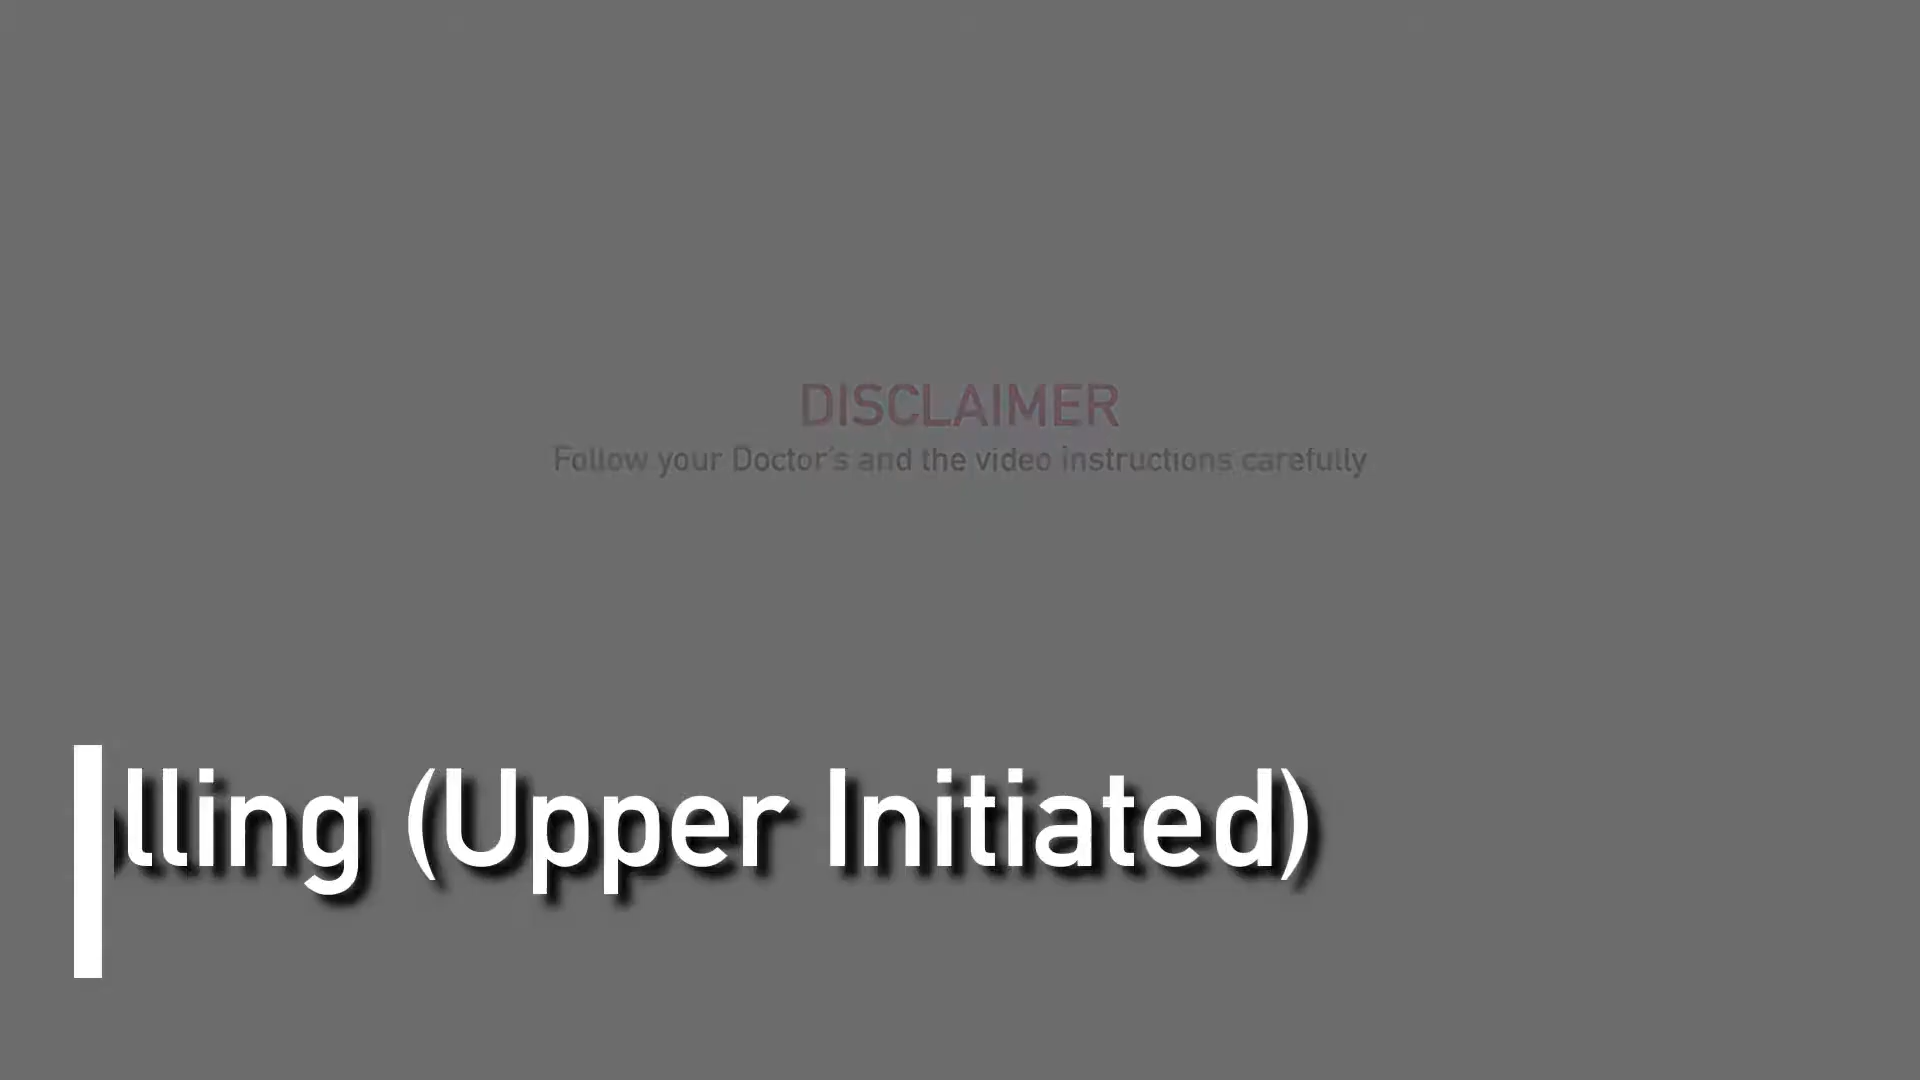 DISCLAIMER
Follow your Doctor's and the video instructions carefully
lling (Upper Initiated)